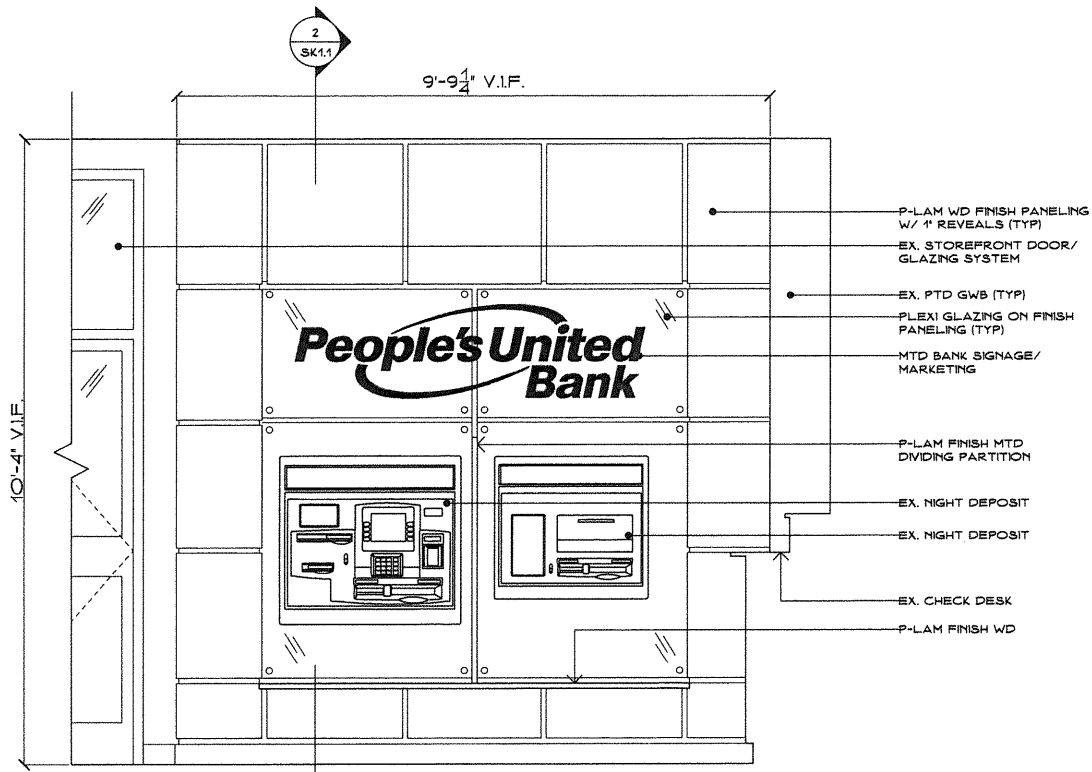 2
SK1.1
9'-9 1/4" V.I.F.
10'-4" V.I.F.
P-LAM WD FINISH PANELING
W/ 1" REVEALS (TYP)
EX. STOREFRONT DOOR/
GLAZING SYSTEM
EX. PTD GWB (TYP)
PLEXI GLAZING ON FINISH
PANELING (TYP)
MTD BANK SIGNAGE/
MARKETING
People's United
Bank
P-LAM FINISH MTD
DIVIDING PARTITION
EX. NIGHT DEPOSIT
EX. NIGHT DEPOSIT
EX. CHECK DESK
P-LAM FINISH WD